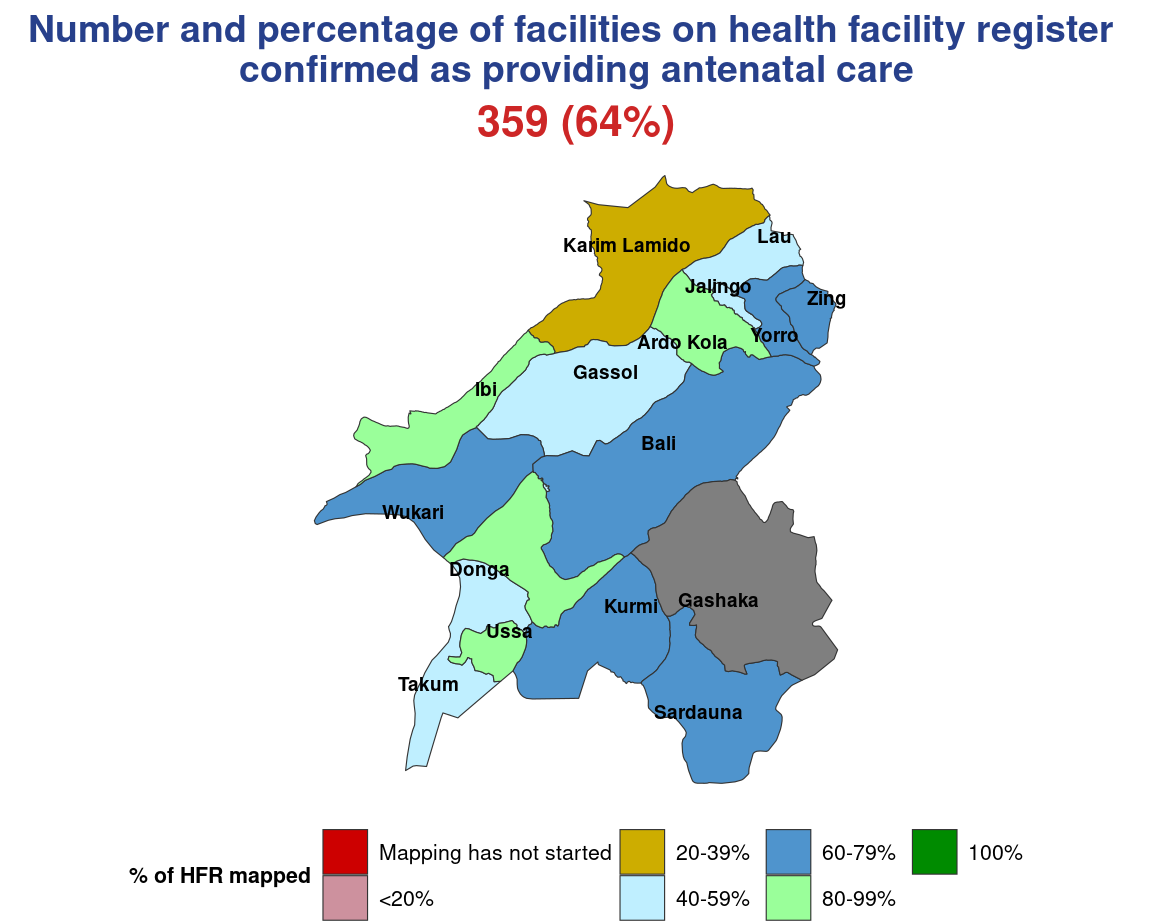 Number and percentage of facilities on health facility register
confirmed as providing antenatal care
359 (64%)
Karim Lamido
Lau
Jalingo
Zing
Yorro
Ardo Kola
Gassol
Ibi
Bali
Wukari
Donga
Gashaka
Kurmi
Ussa
Takum
Sardauna
% of HFR mapped
Mapping has not started
<20%
20-39%
40-59%
60-79%
80-99%
100%